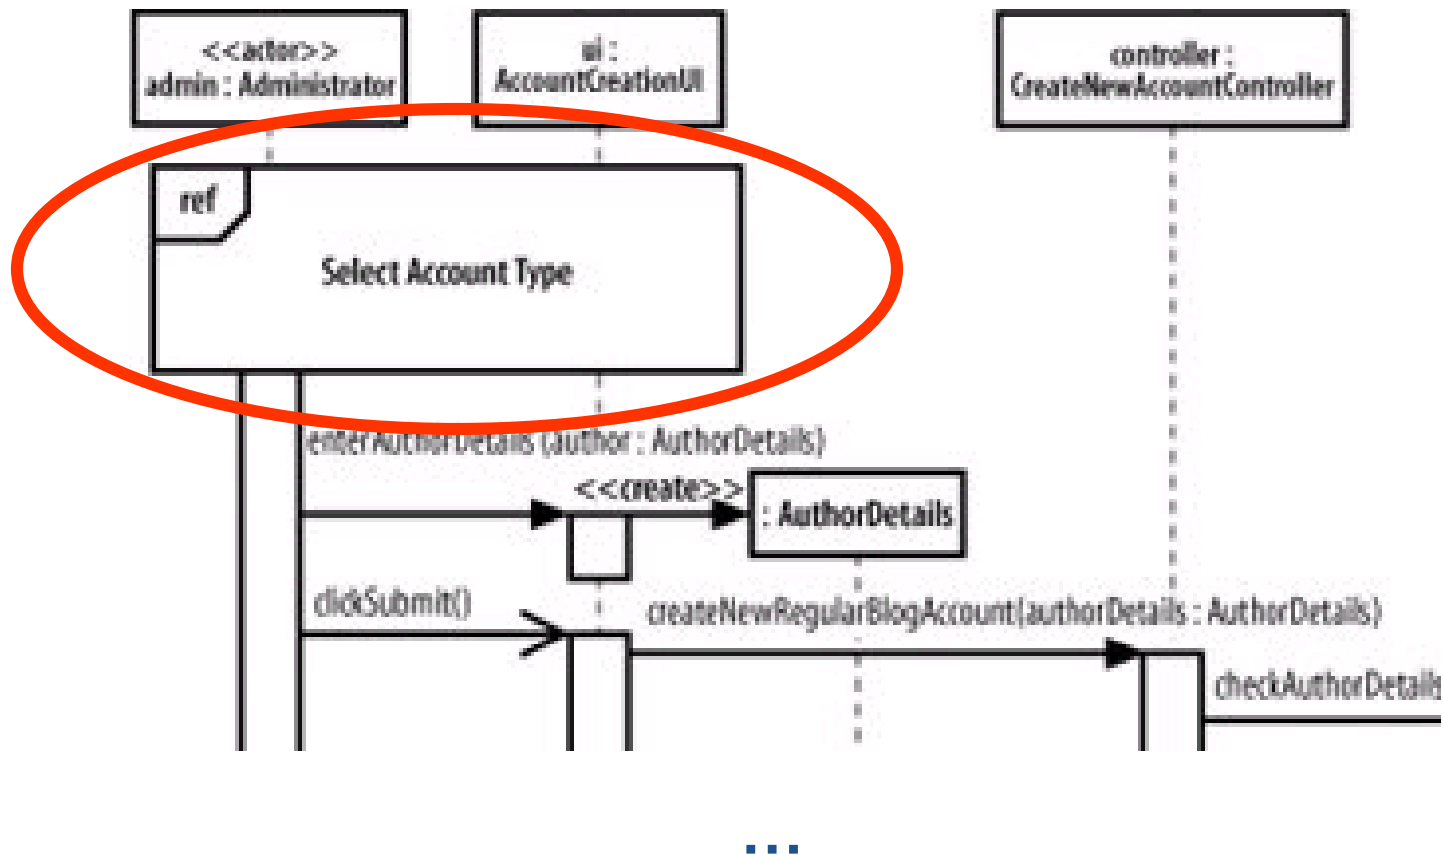 <<actor>>
admin : Administrator
ui :
AccountCreationUI
controller :
CreateNewAccountController
ref
Select Account Type
enterAuthorDetails (author : AuthorDetails)
<<create>>
: AuthorDetails
clickSubmit()
createNewRegularBlogAccount(authorDetails : AuthorDetails)
checkAuthorDetails
...